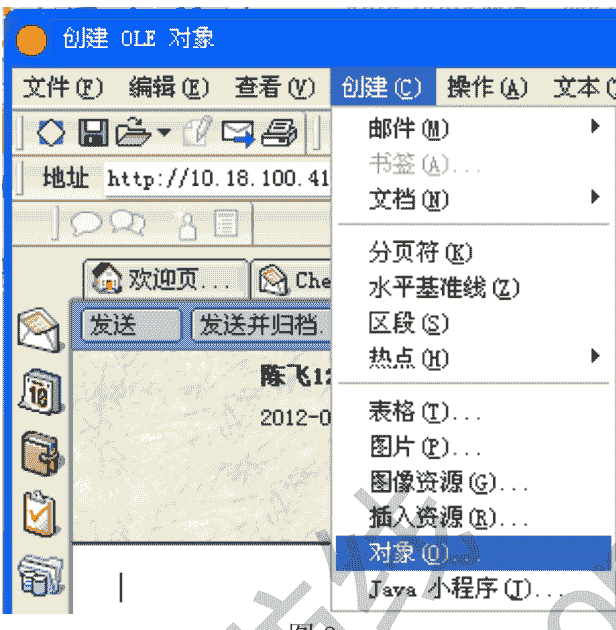 创建 OLE 对象
文件(F) 编辑(E) 查看(V) 创建(C) 操作(A) 文本(
邮件(M)
书签(A)...
文档(N)
地址 http://10.18.100.41
分页符(K)
水平基准线(Z)
区段(S)
热点(H)
欢迎页... Che
发送 发送并归档.
陈飞12
2012-0
16
表格(T)...
图片(P)...
图像资源(G)...
插入资源(R)...
对象(O)...
Java 小程序(J)...